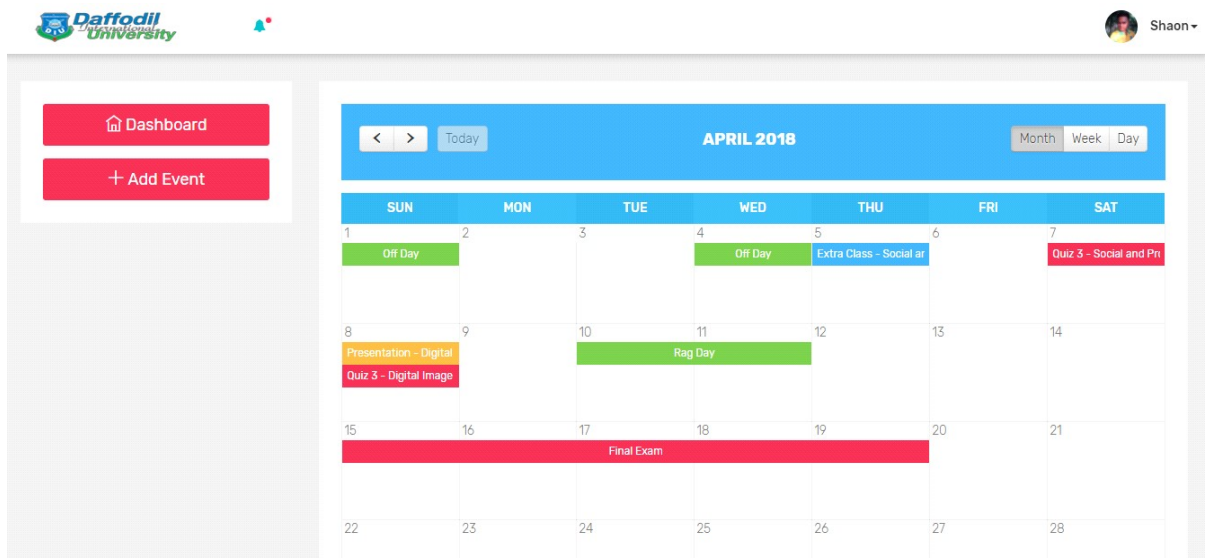 Daffodil
International
University
DIU
Shaon
Dashboard
+ Add Event
< > Today
APRIL 2018
Month Week Day
SUN MON TUE WED THU FRI SAT
1 2 3 4 5 6 7
Off Day Off Day Extra Class - Social ar Quiz 3 - Social and Pr
8 9 10 11 12 13 14
Presentation - Digital Rag Day
Quiz 3 - Digital Image
15 16 17 18 19 20 21
Final Exam
22 23 24 25 26 27 28